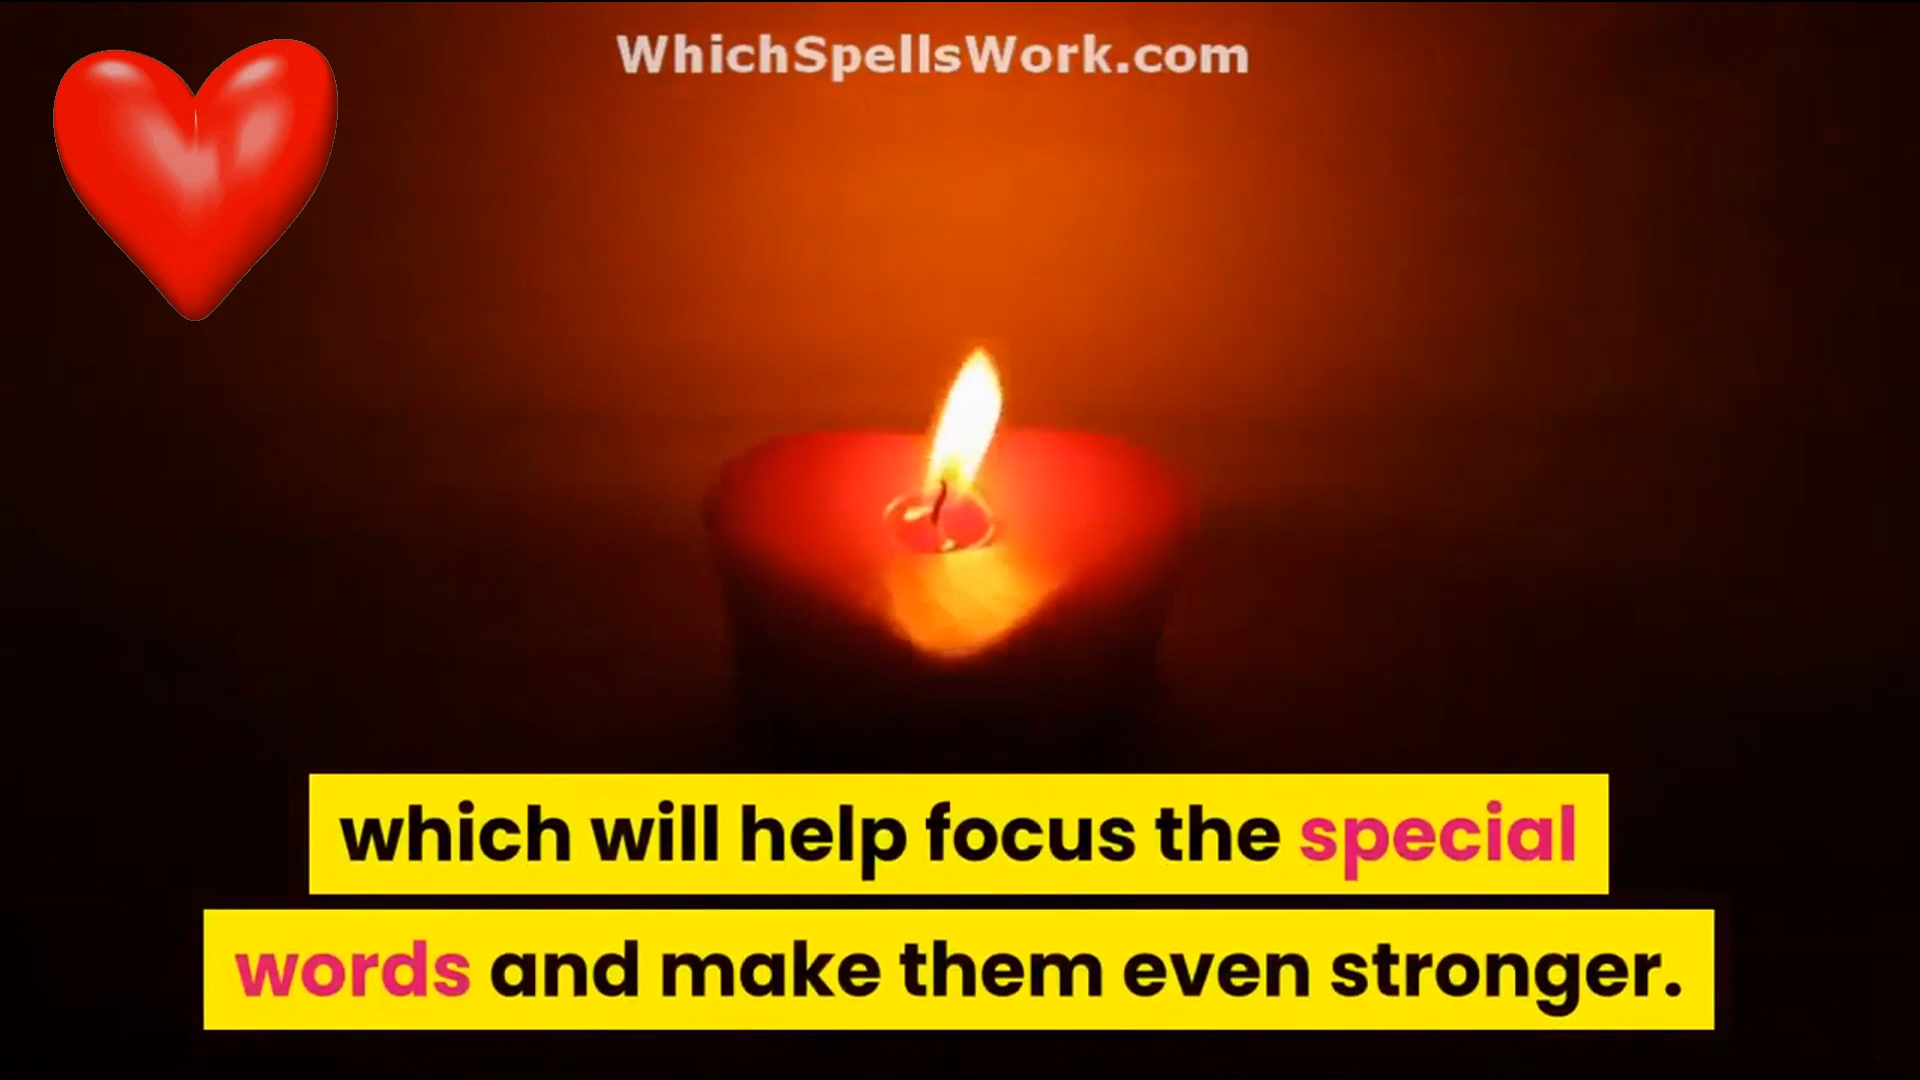 WhichSpellsWork.com
which will help focus the special
words and make them even stronger.